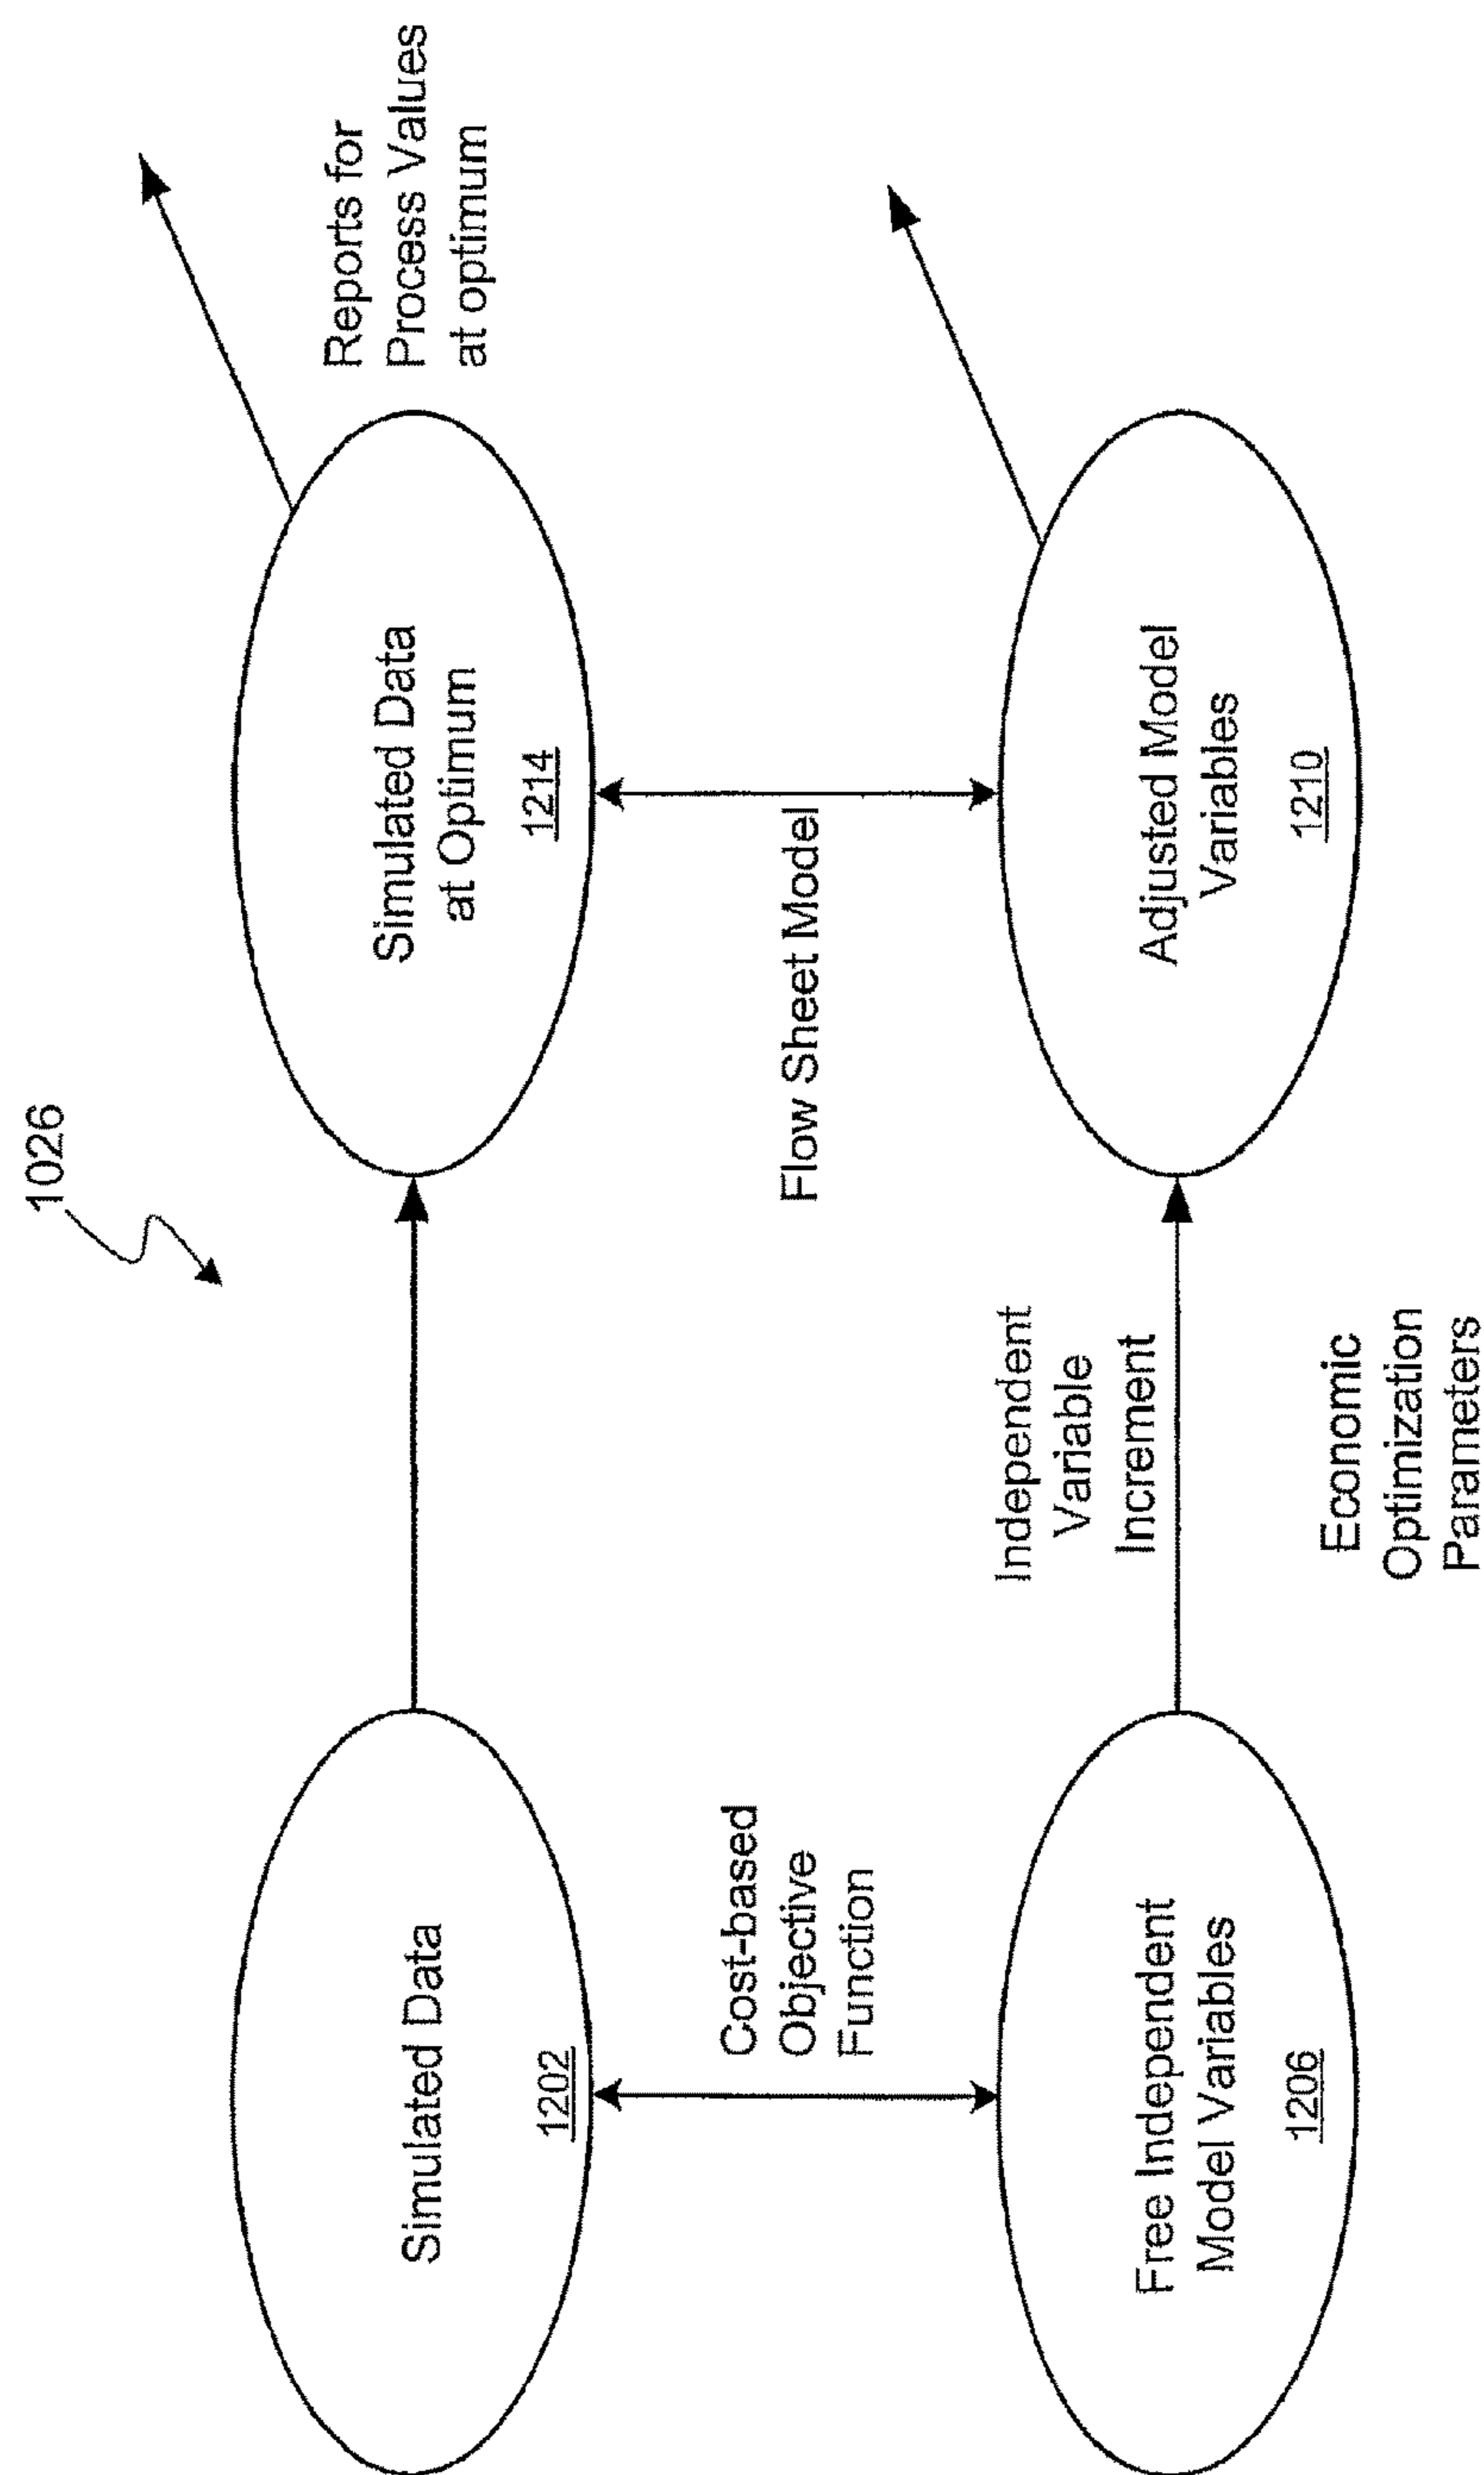 1026
Simulated Data
1202
Simulated Data
at Optimum
1214
Reports for
Process Values
at optimum
Cost-based
Objective
Function
Flow Sheet Model
Free Independent
Model Variables
1206
Independent
Variable
Increment
Economic
Optimization
Parameters
Adjusted Model
Variables
1210